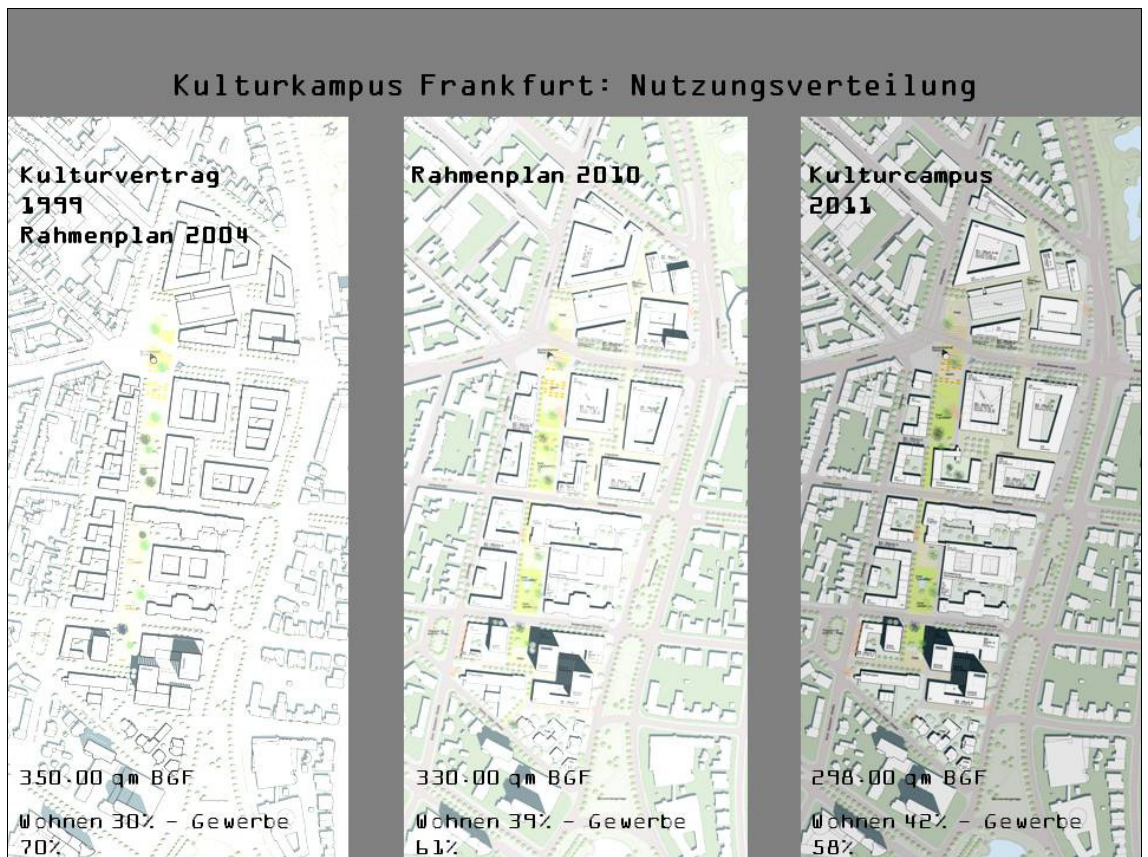 Kulturkampus Frankfurt: Nutzungsverteilung
Kulturvertrag
1999
Rahmenplan 2004
350.00 qm BGF
Wohnen 30% - Gewerbe
70%
Rahmenplan 2010
330.00 qm BGF
Wohnen 39% - Gewerbe
61%
Kulturcampus
2011
298.00 qm BGF
Wohnen 42% - Gewerbe
58%